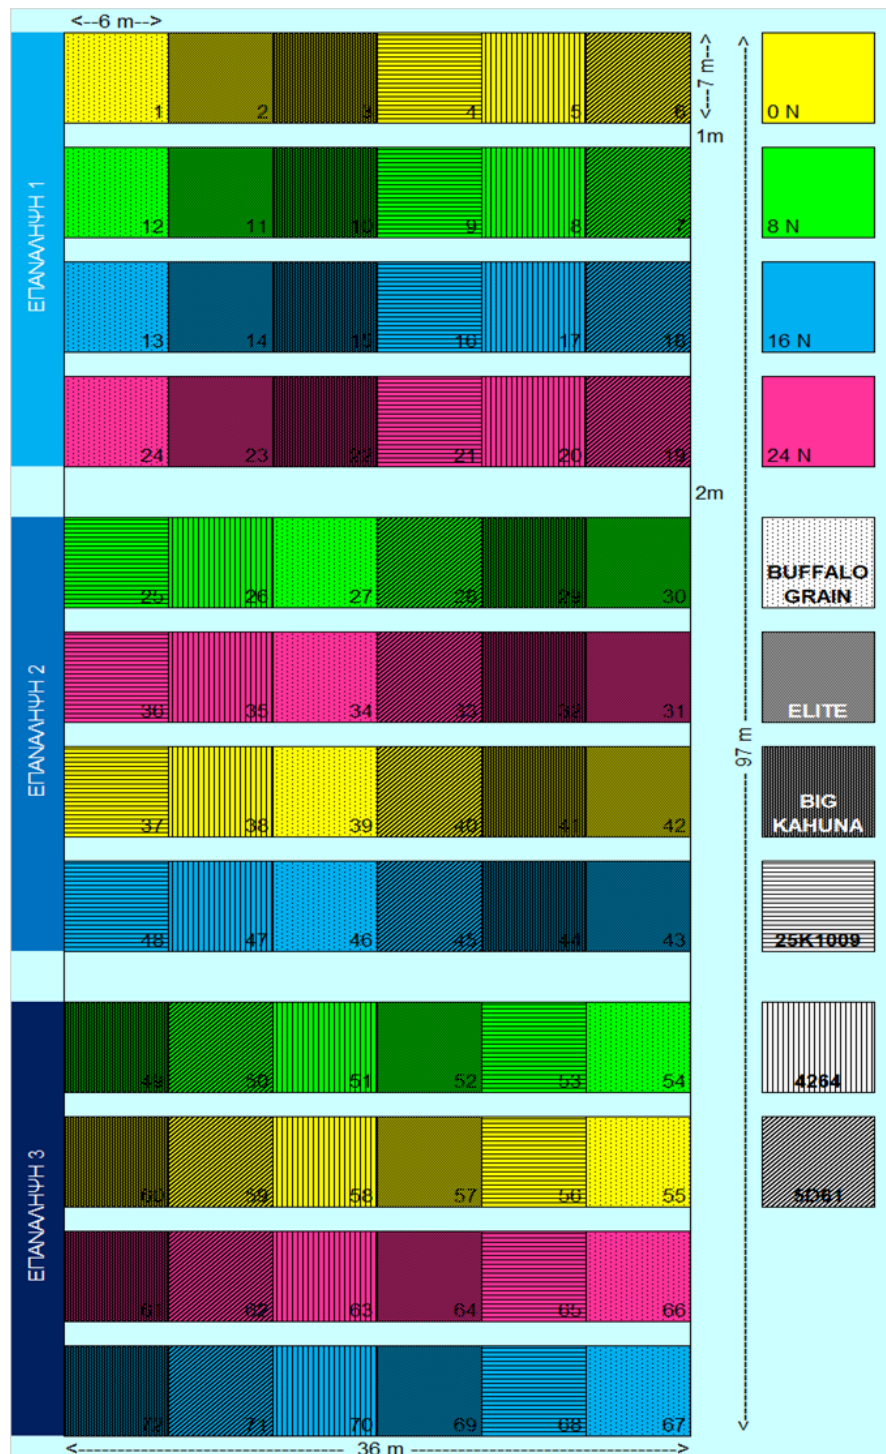 <--6 m-->
1 2 3 4 5 6
<---7 m-->
0 N
1m
12 11 10 9 8 7
8 N
ΕΠΑΝΑΛΗΨΗ 1
13 14 15 16 17 18
16 N
24 23 22 21 20 19
24 N
2m
25 26 27 28 29 30
BUFFALO
GRAIN
36 35 34 33 32 31
ELITE
ΕΠΑΝΑΛΗΨΗ 2
97 m
37 38 39 40 41 42
BIG
KAHUNA
48 47 46 45 44 43
25K1009
49 50 51 52 53 54
4264
60 59 58 57 56 55
5D61
ΕΠΑΝΑΛΗΨΗ 3
61 62 63 64 65 66
72 71 70 69 68 67
36 m